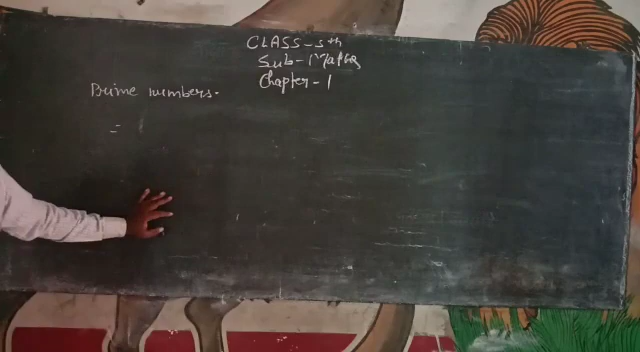 CLASS-5th
Sub-Maths
Chapter-1
Prime numbers.
=